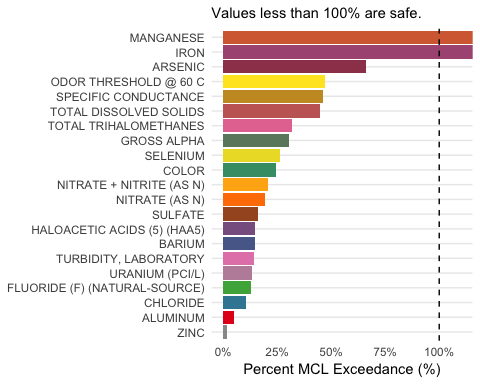 Values less than 100% are safe.
MANGANESE
IRON
ARSENIC
ODOR THRESHOLD @ 60 C
SPECIFIC CONDUCTANCE
TOTAL DISSOLVED SOLIDS
TOTAL TRIHALOMETHANES
GROSS ALPHA
SELENIUM
COLOR
NITRATE + NITRITE (AS N)
NITRATE (AS N)
SULFATE
HALOACETIC ACIDS (5) (HAA5)
BARIUM
TURBIDITY, LABORATORY
URANIUM (PCI/L)
FLUORIDE (F) (NATURAL-SOURCE)
CHLORIDE
ALUMINUM
ZINC
0% 25% 50% 75% 100%
Percent MCL Exceedance (%)